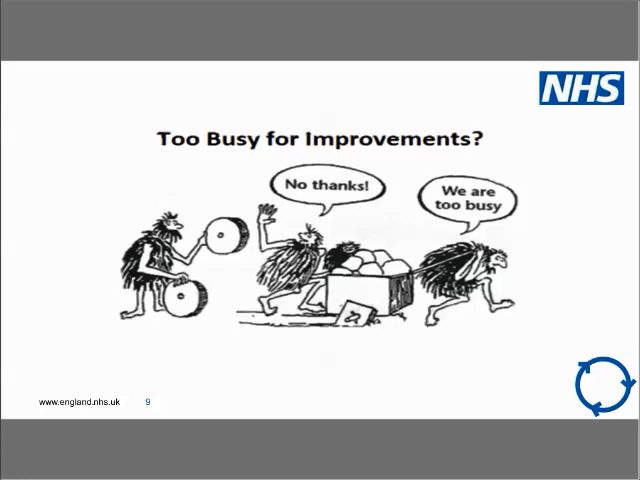 NHS
Too Busy for Improvements?
No thanks!
We are
too busy
www.england.nhs.uk
9